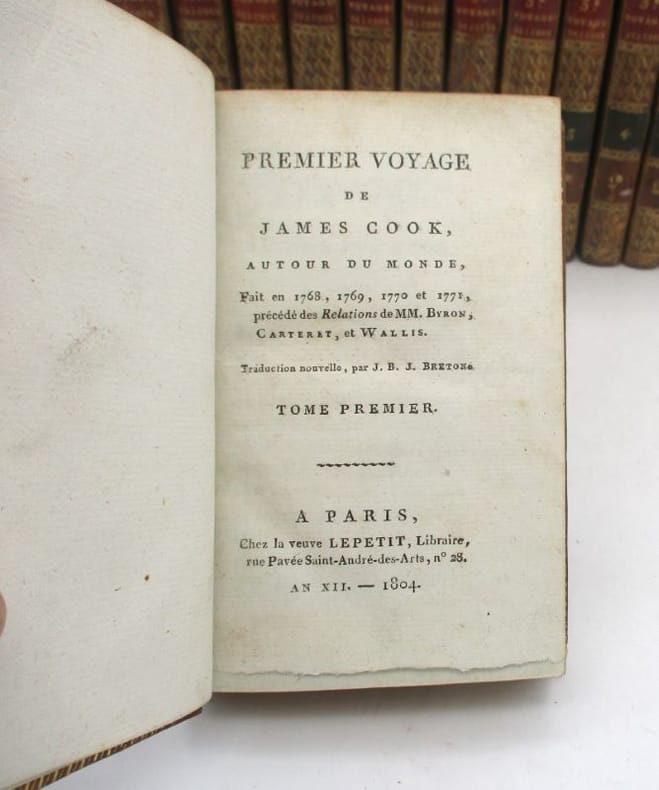 PREMIER VOYAGE
DE
JAMES COOK,
AUTOUR DU MONDE,
Fait en 1768, 1769, 1770 et 1771,
précédé des Relations de MM. BYRON,
CARTERET, et WALLIS.
Traduction nouvelle, par J. B. J. BRETON.
TOME PREMIER.
A PARIS,
Chez la veuve LEPETIT, Libraire,
rue Pavée Saint-André-des-Arts, n° 28.
AN XII. — 1804.